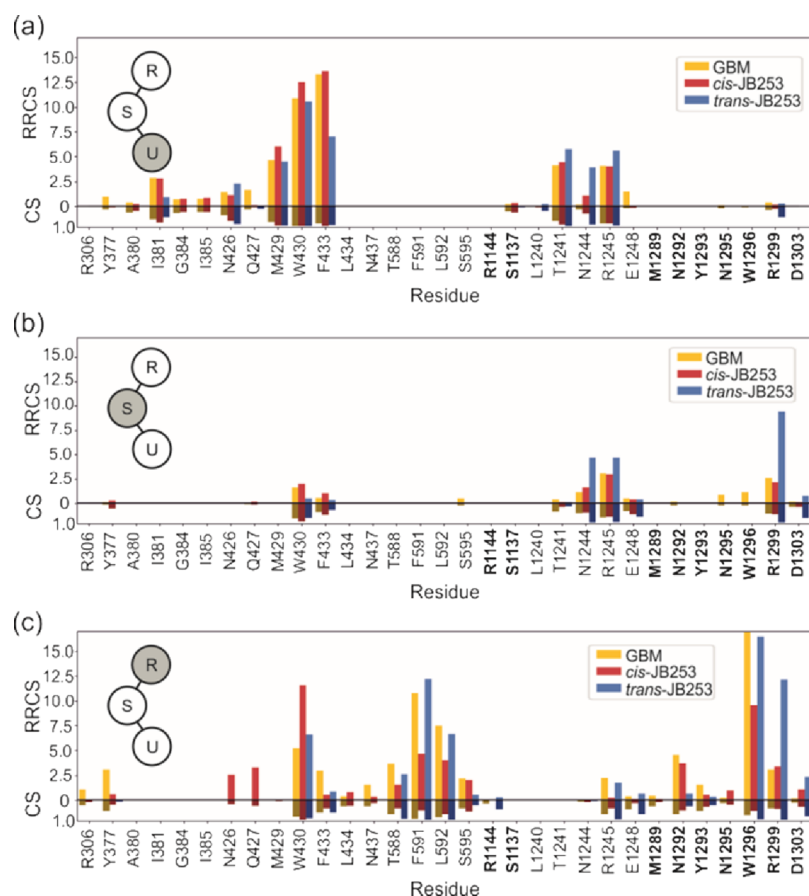 (a)
15.0
12.5
10.0
7.5
5.0
2.5
0
1.0
RRCS
CS
R
S
U
GBM
cis-JB253
trans-JB253
R306
Y377
A380
I381
G384
I385
N426
Q427
M429
W430
F433
L434
N437
T588
F591
L592
S595
R1144
S1137
L1240
T1241
N1244
R1245
E1248
M1289
N1292
Y1293
N1295
W1296
R1299
D1303
Residue
(b)
15.0
12.5
10.0
7.5
5.0
2.5
0
1.0
RRCS
CS
R
S
U
GBM
cis-JB253
trans-JB253
R306
Y377
A380
I381
G384
I385
N426
Q427
M429
W430
F433
L434
N437
T588
F591
L592
S595
R1144
S1137
L1240
T1241
N1244
R1245
E1248
M1289
N1292
Y1293
N1295
W1296
R1299
D1303
Residue
(c)
15.0
12.5
10.0
7.5
5.0
2.5
0
1.0
RRCS
CS
R
S
U
GBM
cis-JB253
trans-JB253
R306
Y377
A380
I381
G384
I385
N426
Q427
M429
W430
F433
L434
N437
T588
F591
L592
S595
R1144
S1137
L1240
T1241
N1244
R1245
E1248
M1289
N1292
Y1293
N1295
W1296
R1299
D1303
Residue